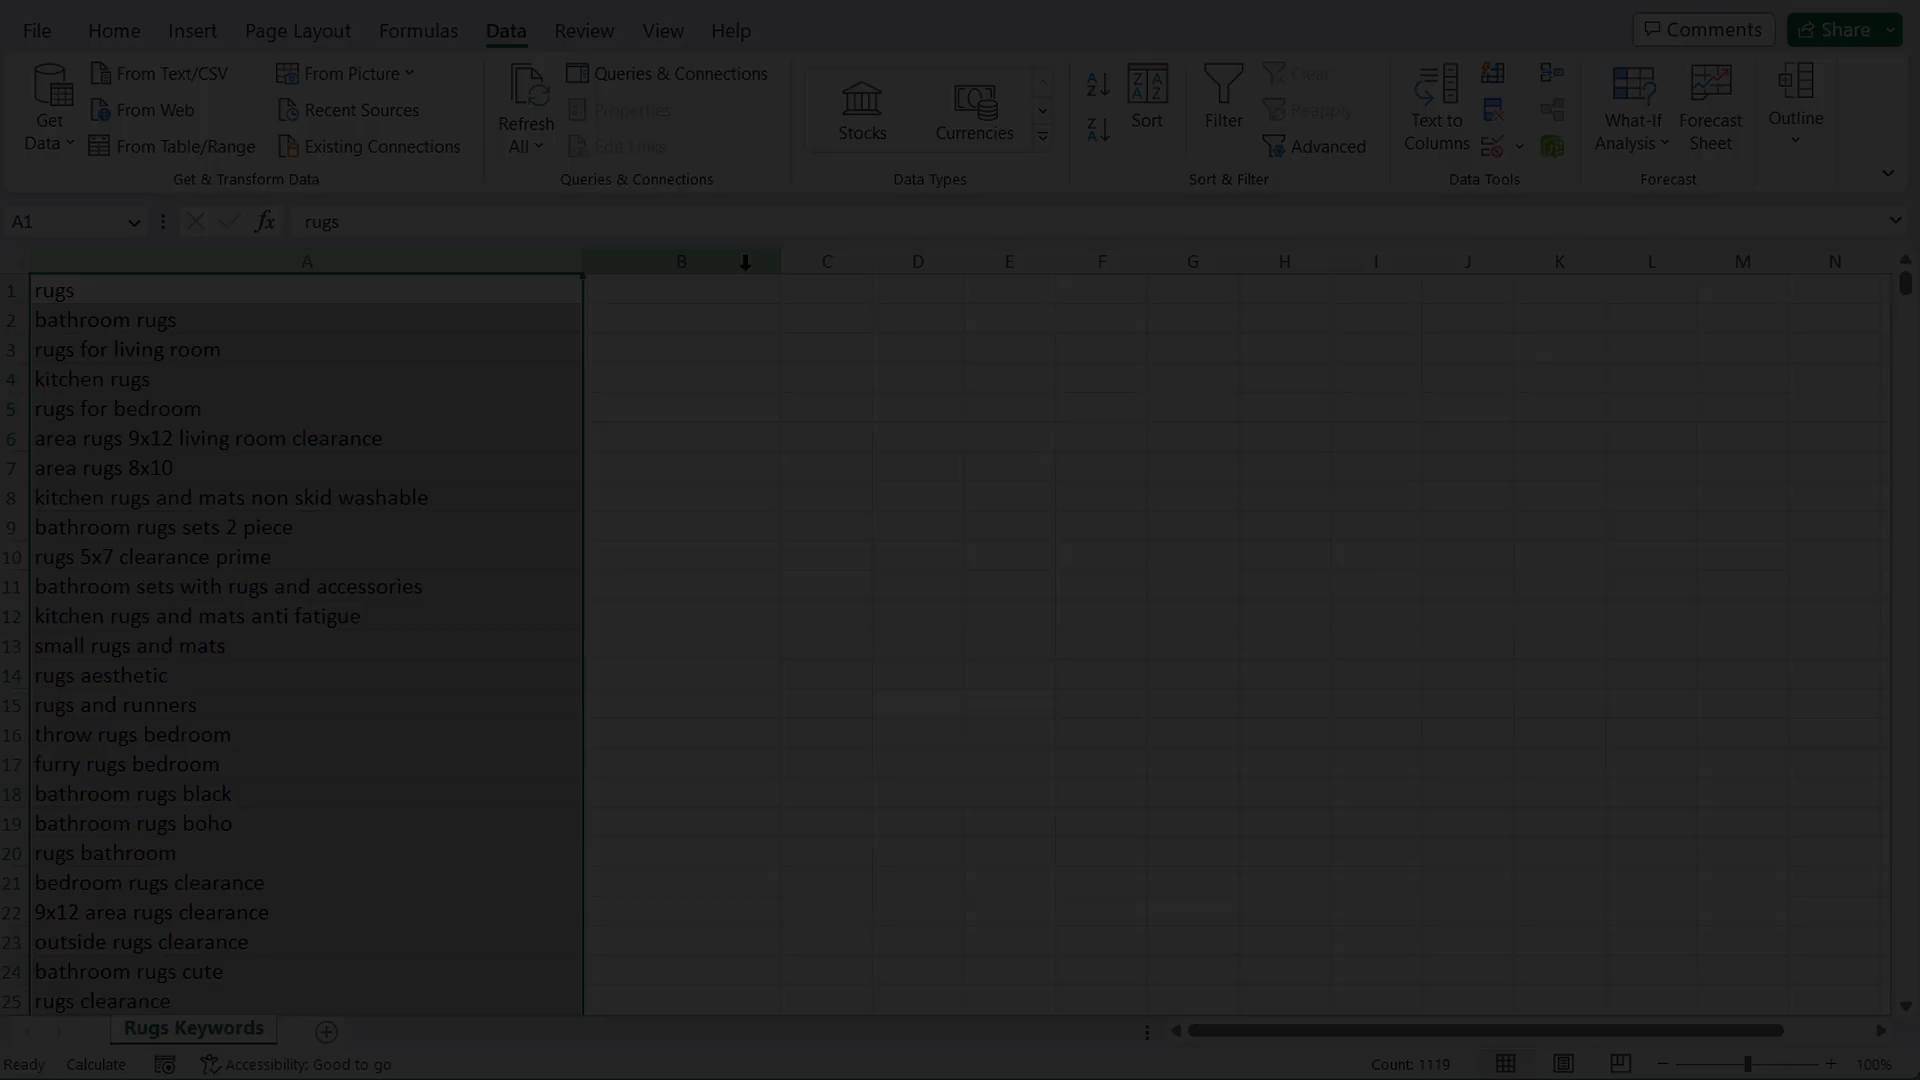 File Home Insert Page Layout Formulas Data Review View Help Comments Share
Get Data
From Text/CSV
From Web
From Table/Range
From Picture
Recent Sources
Existing Connections
Get & Transform Data
Refresh All
Queries & Connections
Properties
Edit Links
Queries & Connections
Stocks
Currencies
Data Types
Sort
Filter
Clear
Reapply
Advanced
Sort & Filter
Text to Columns
Data Tools
What-If Analysis
Forecast Sheet
Forecast
Outline
A1 fx rugs
A B C D E F G H I J K L M N
1 rugs
2 bathroom rugs
3 rugs for living room
4 kitchen rugs
5 rugs for bedroom
6 area rugs 9x12 living room clearance
7 area rugs 8x10
8 kitchen rugs and mats non skid washable
9 bathroom rugs sets 2 piece
10 rugs 5x7 clearance prime
11 bathroom sets with rugs and accessories
12 kitchen rugs and mats anti fatigue
13 small rugs and mats
14 rugs aesthetic
15 rugs and runners
16 throw rugs bedroom
17 furry rugs bedroom
18 bathroom rugs black
19 bathroom rugs boho
20 rugs bathroom
21 bedroom rugs clearance
22 9x12 area rugs clearance
23 outside rugs clearance
24 bathroom rugs cute
25 rugs clearance
Rugs Keywords
Ready Calculate Accessibility: Good to go Count: 1119 100%